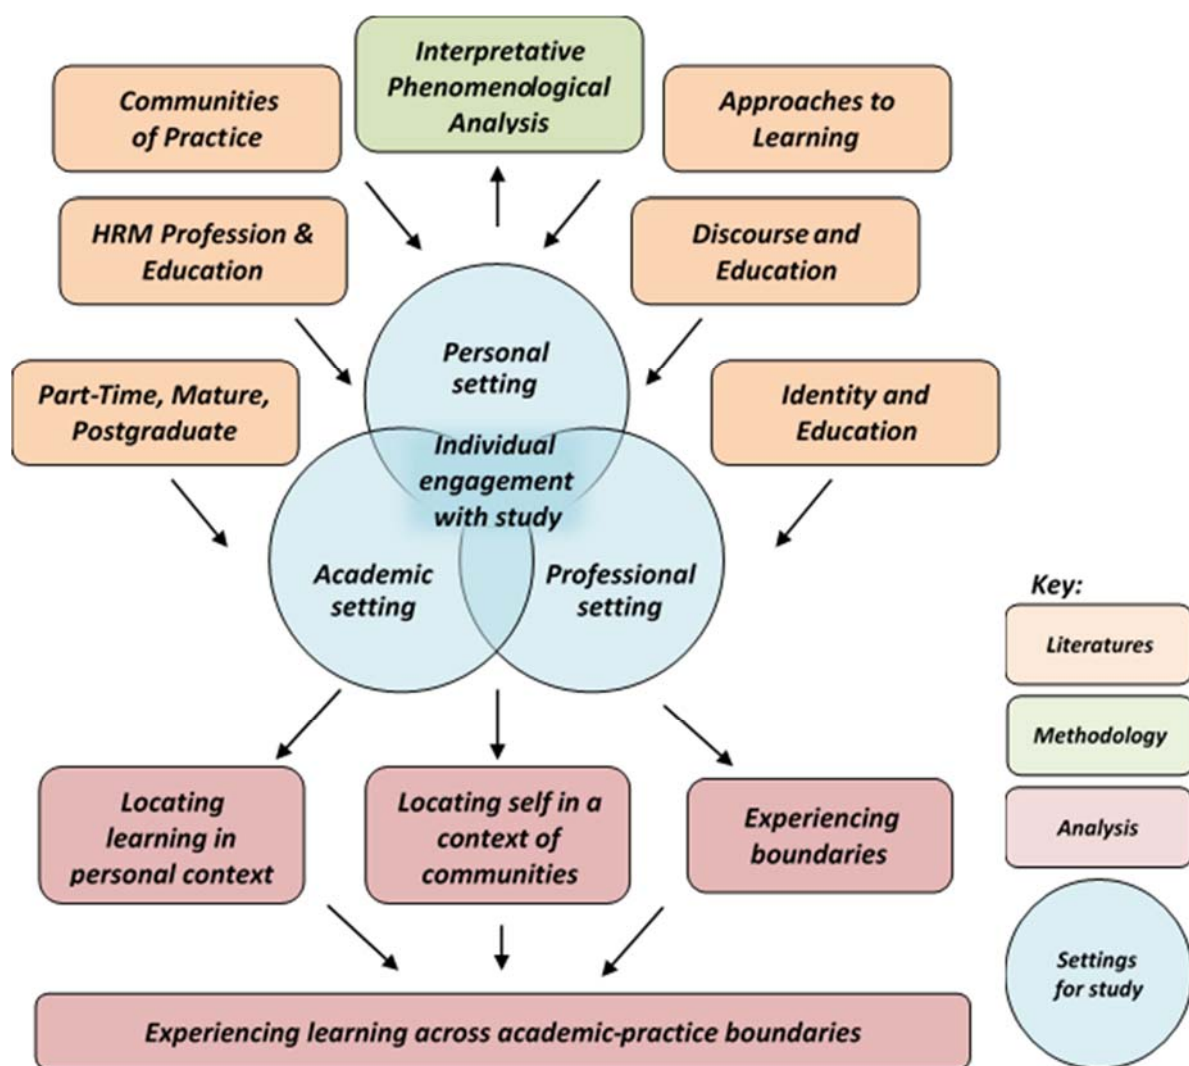 Interpretative
Phenomenological
Analysis
Communities
of Practice
Approaches to
Learning
HRM Profession &
Education
Discourse and
Education
Part-Time, Mature,
Postgraduate
Identity and
Education
Personal
setting
Individual
engagement
with study
Academic
setting
Professional
setting
Locating
learning in
personal context
Locating self in a
context of
communities
Experiencing
boundaries
Experiencing learning across academic-practice boundaries
Key:
Literatures
Methodology
Analysis
Settings
for study